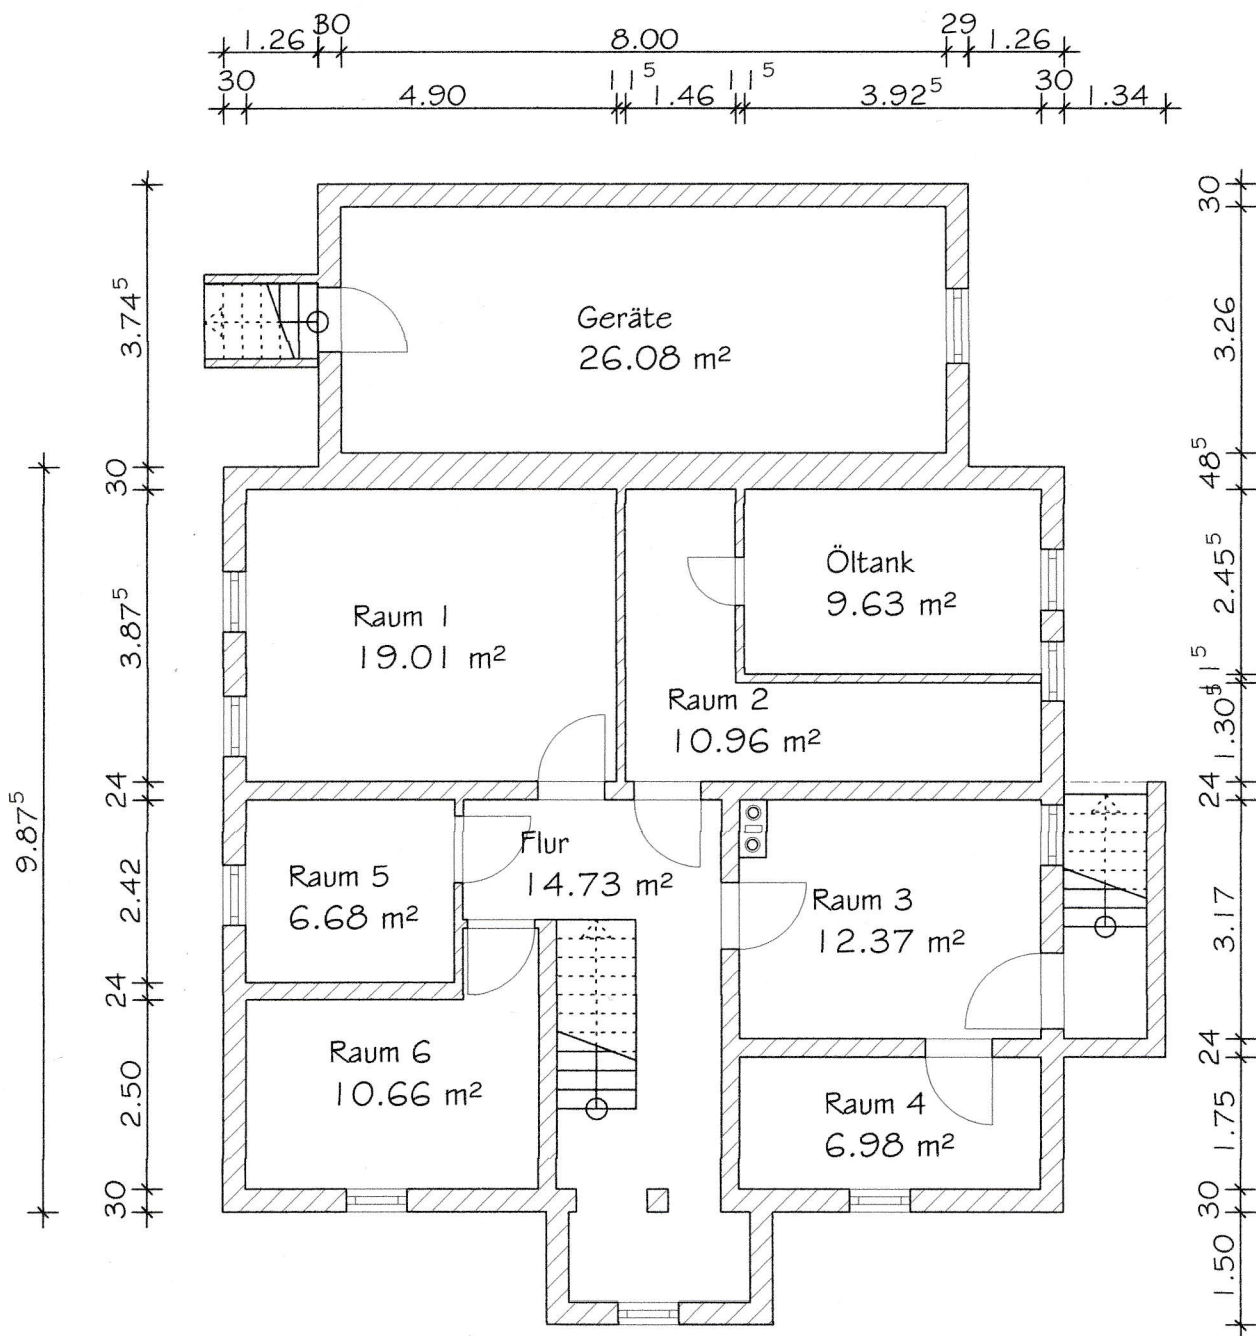 30 29
1.26 8.00 1.26
30 11⁵ 11⁵ 30
4.90 1.46 3.92⁵ 1.34
30
3.74⁵
3.26
Geräte
26.08 m²
30
48⁵
Öltank
9.63 m²
2.45⁵
Raum 1
19.01 m²
3.87⁵
11⁵
Raum 2
10.96 m²
1.30⁵
24
24
9.87⁵
Flur
14.73 m²
2.42
Raum 5
6.68 m²
Raum 3
12.37 m²
3.17
24
24
Raum 6
10.66 m²
2.50
Raum 4
6.98 m²
1.75
30
30
1.50